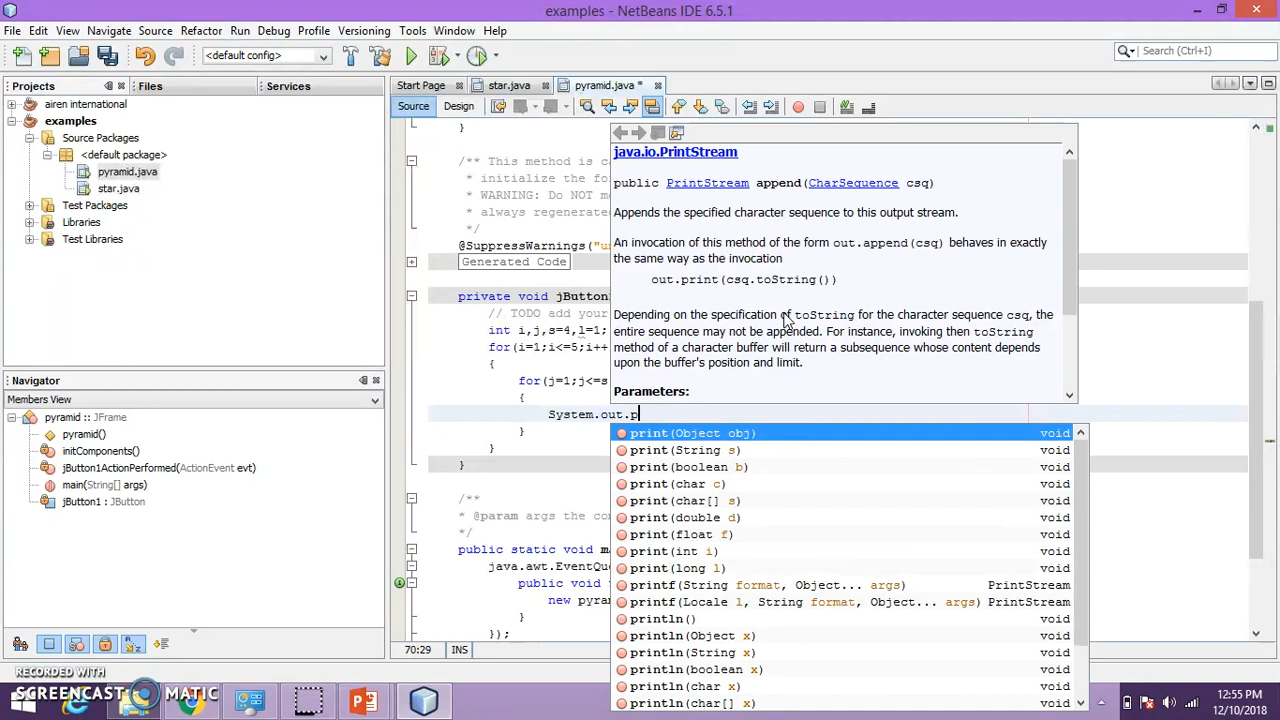 examples - NetBeans IDE 6.5.1
File Edit View Navigate Source Refactor Run Debug Profile Versioning Tools Window Help
<default config>
Search (Ctrl+I)
Projects Files Services
airen international
examples
Source Packages
<default package>
pyramid.java
star.java
Test Packages
Libraries
Test Libraries
Navigator
Members View
pyramid :: JFrame
pyramid()
initComponents()
jButton1ActionPerformed(ActionEvent evt)
main(String[] args)
jButton1 : JButton
Start Page star.java pyramid.java *
Source Design
}
/** This method is c
* initialize the fo
* WARNING: Do NOT m
* always regenerate
*/
@SuppressWarnings("un
Generated Code
private void jButton
// TODO add your
int i,j,s=4,l=1;
for(i=1;i<=5;i++
{
for(j=1;j<=s
{
System.out.p
}
}
}
/**
* @param args the co
*/
public static void m
java.awt.EventQu
public void
new pyram
}
});
java.io.PrintStream
public PrintStream append(CharSequence csq)
Appends the specified character sequence to this output stream.
An invocation of this method of the form out.append(csq) behaves in exactly
the same way as the invocation
out.print(csq.toString())
Depending on the specification of toString for the character sequence csq, the
entire sequence may not be appended. For instance, invoking then toString
method of a character buffer will return a subsequence whose content depends
upon the buffer's position and limit.
Parameters:
print(Object obj) void
print(String s) void
print(boolean b) void
print(char c) void
print(char[] s) void
print(double d) void
print(float f) void
print(int i) void
print(long l) void
printf(String format, Object... args) PrintStream
printf(Locale l, String format, Object... args) PrintStream
println() void
println(Object x) void
println(String x) void
println(boolean x) void
println(char x) void
println(char[] x) void
70:29 INS
RECORDED WITH
SCREENCAST MATIC
12:55 PM
12/10/2018